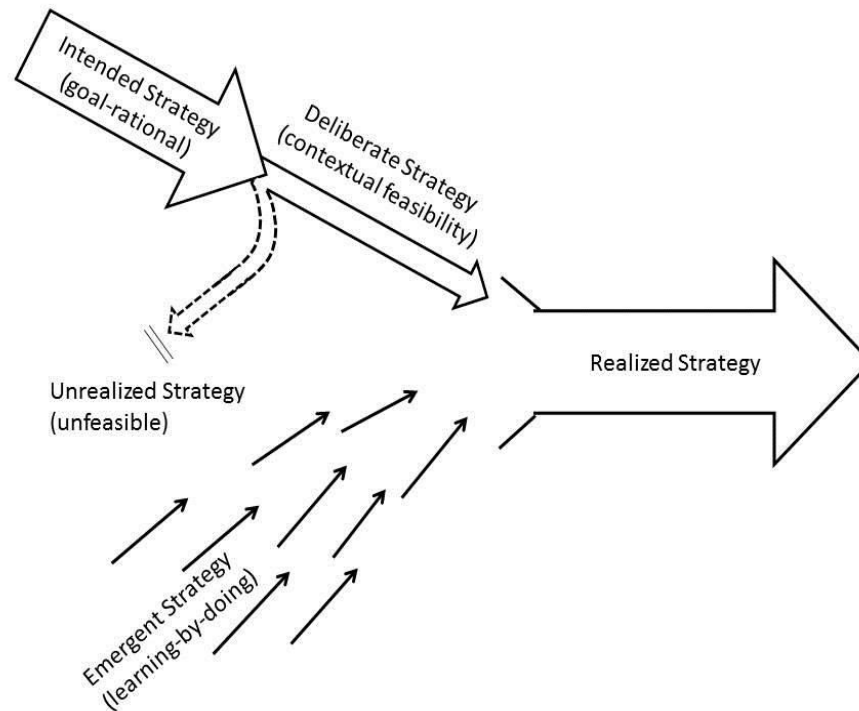 Intended Strategy
(goal-rational)
Deliberate Strategy
(contextual feasibility)
Realized Strategy
Unrealized Strategy
(unfeasible)
Emergent Strategy
(learning-by-doing)